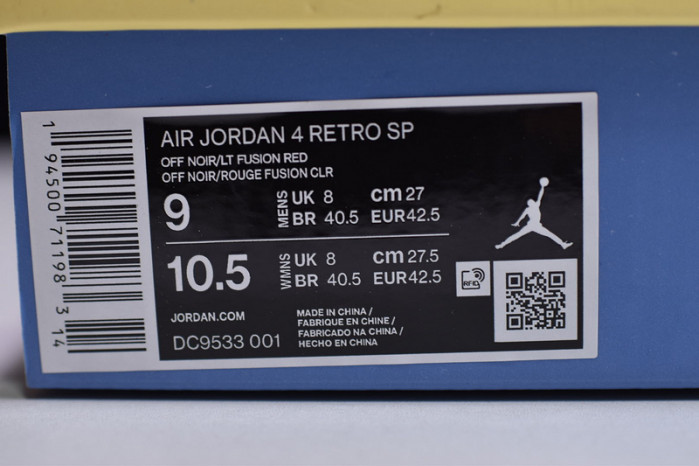 AIR JORDAN 4 RETRO SP
OFF NOIR/LT FUSION RED
OFF NOIR/ROUGE FUSION CLR
9 MENS UK 8 cm 27
BR 40.5 EUR 42.5
10.5 WMNS UK 8 cm 27.5
BR 40.5 EUR 42.5
RFID
JORDAN.COM
DC9533 001
MADE IN CHINA /
FABRIQUE EN CHINE /
FABRICADO NA CHINA /
HECHO EN CHINA
1 94500 71198 3 14